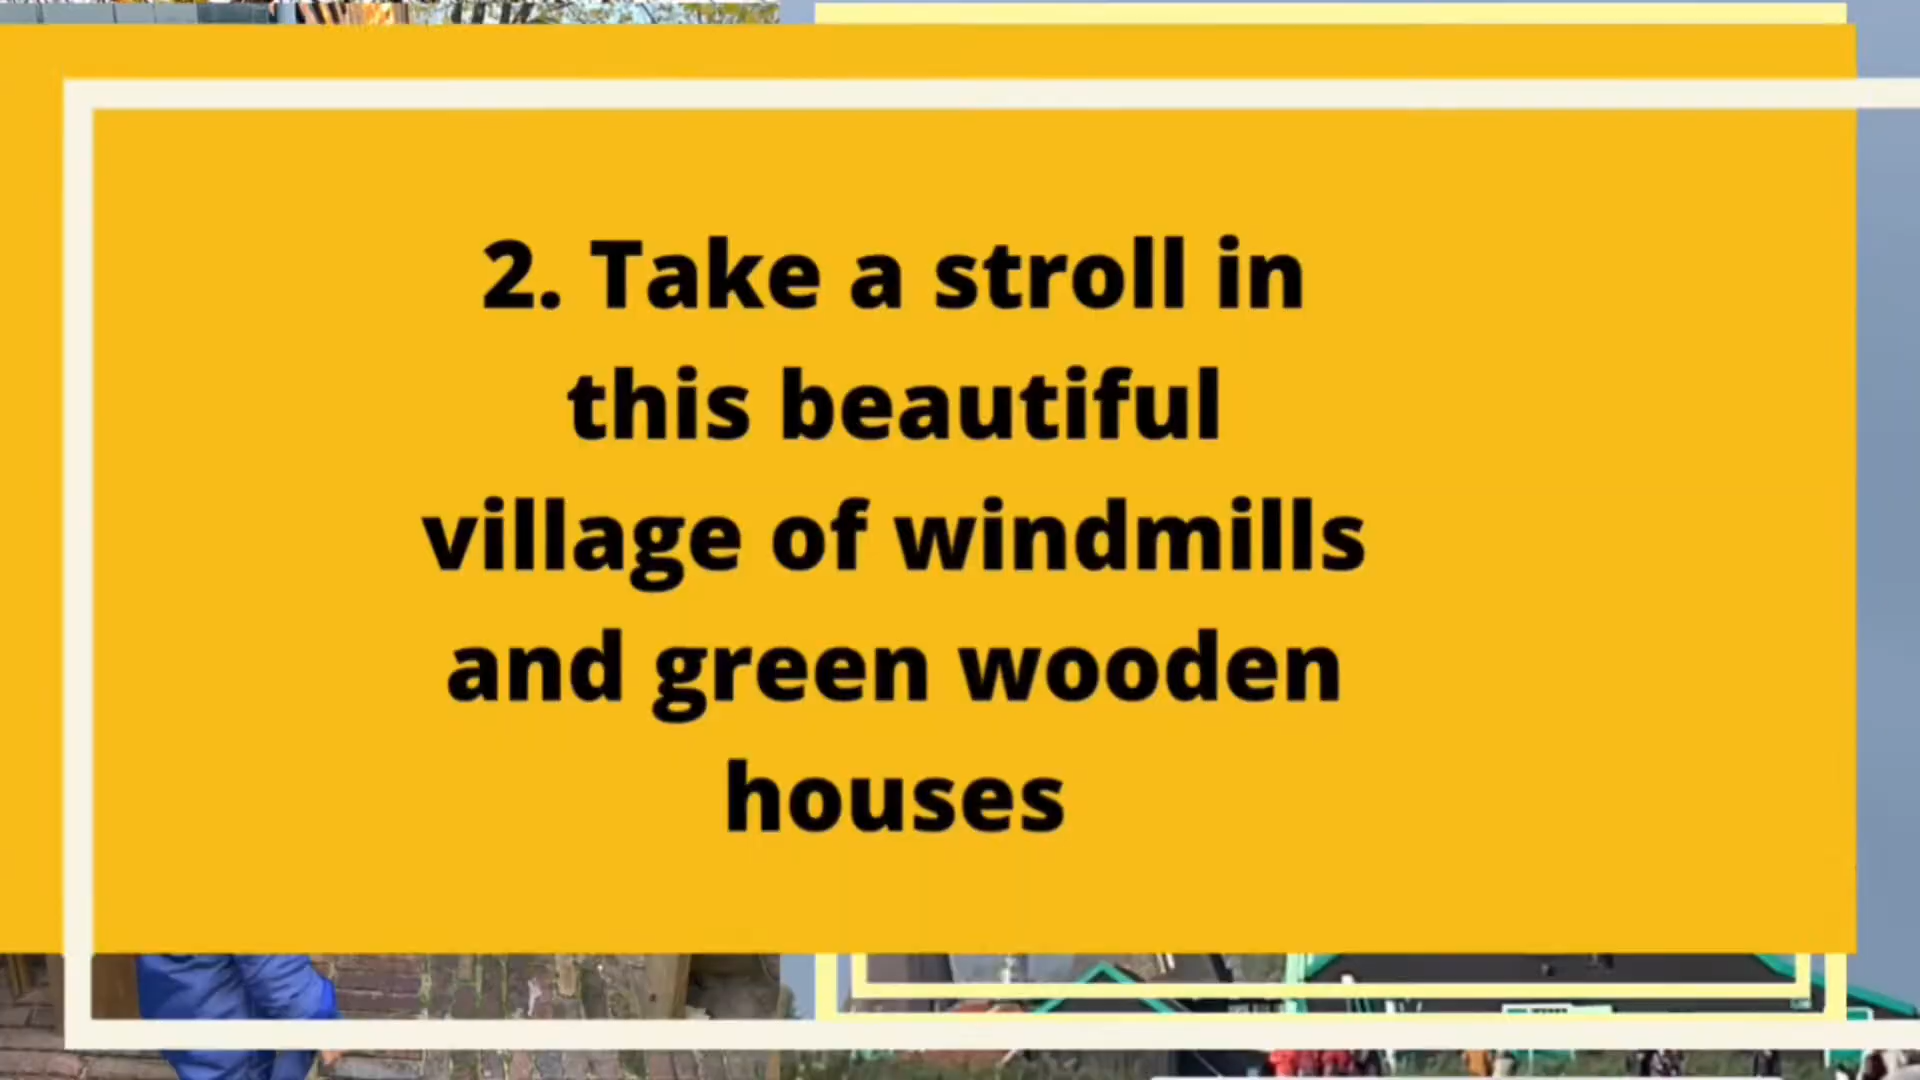 2. Take a stroll in
this beautiful
village of windmills
and green wooden
houses